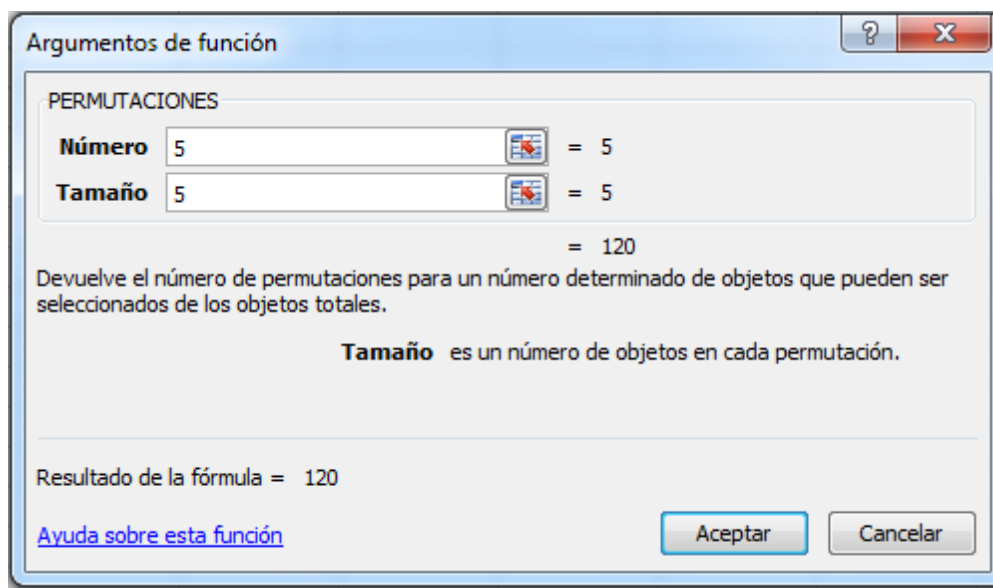 Argumentos de función
PERMUTACIONES
Número 5 = 5
Tamaño 5 = 5
= 120
Devuelve el número de permutaciones para un número determinado de objetos que pueden ser
seleccionados de los objetos totales.
Tamaño es un número de objetos en cada permutación.
Resultado de la fórmula = 120
Ayuda sobre esta función Aceptar Cancelar